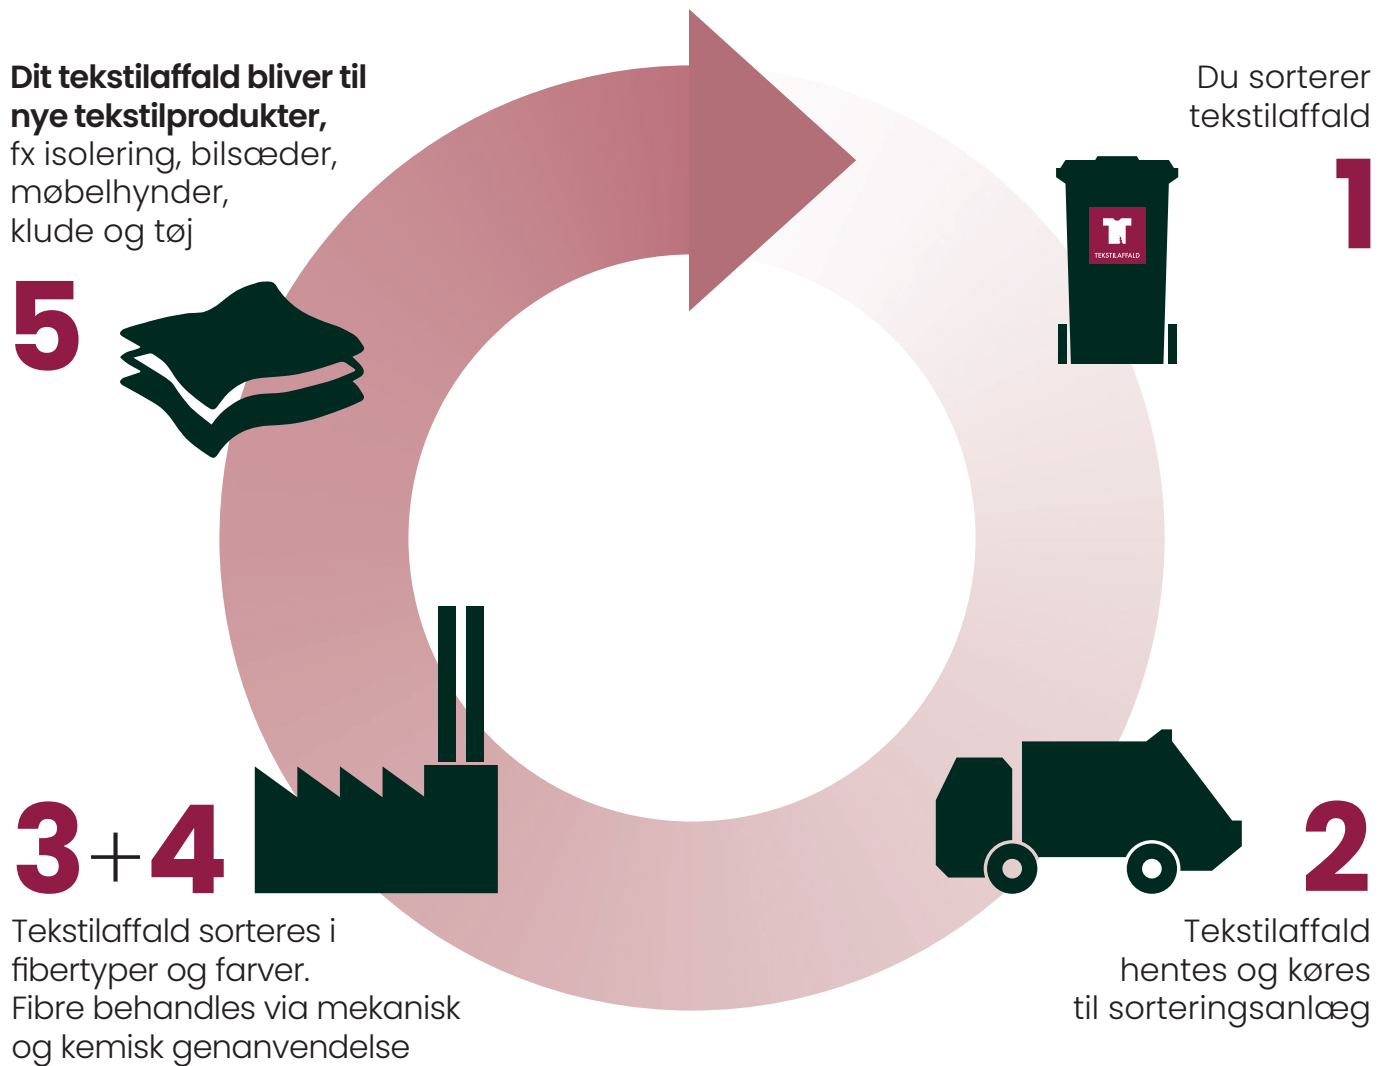 Du sorterer
tekstilaffald
1
TEKSTILAFFALD
2
Tekstilaffald
hentes og køres
til sorteringsanlæg
3+4
Tekstilaffald sorteres i
fibertyper og farver.
Fibre behandles via mekanisk
og kemisk genanvendelse
Dit tekstilaffald bliver til
nye tekstilprodukter,
fx isolering, bilsæder,
møbelhynder,
klude og tøj
5